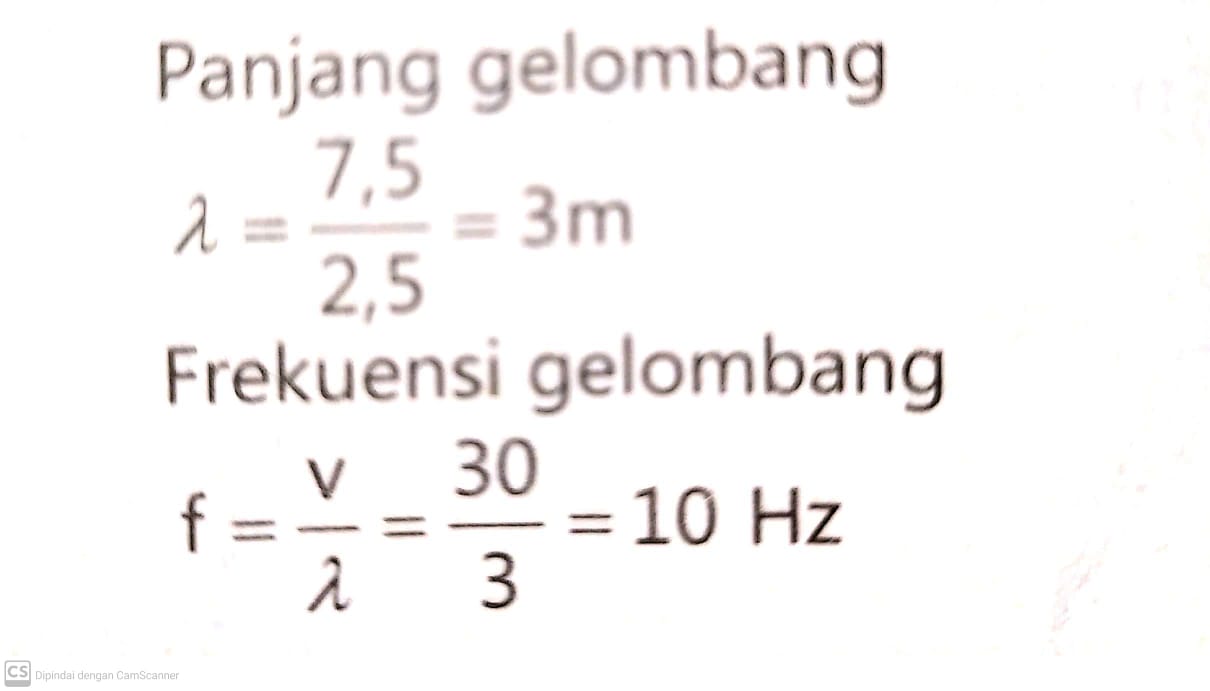 Panjang gelombang
λ = 7,5 / 2,5 = 3m
Frekuensi gelombang
f = v / λ = 30 / 3 = 10 Hz
CS Dipindai dengan CamScanner